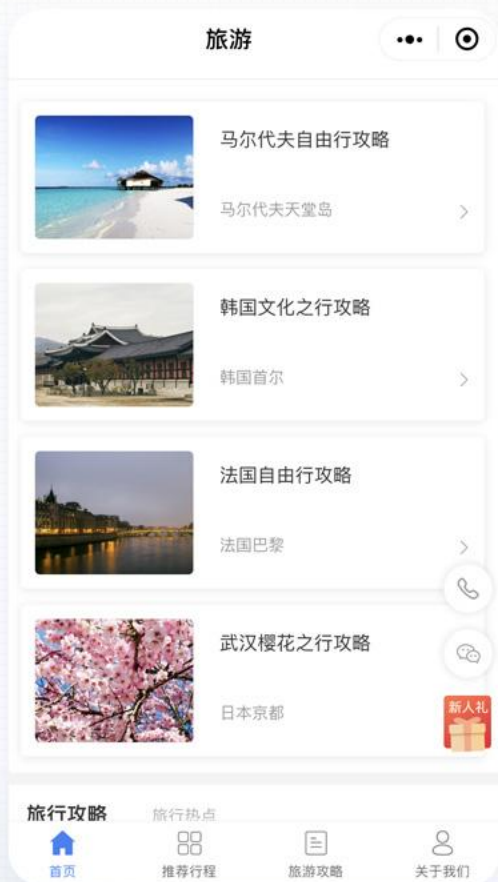 旅游
马尔代夫自由行攻略
马尔代夫天堂岛
韩国文化之行攻略
韩国首尔
法国自由行攻略
法国巴黎
武汉樱花之行攻略
日本京都
新人礼
旅行攻略 旅行热点
首页 推荐行程 旅游攻略 关于我们